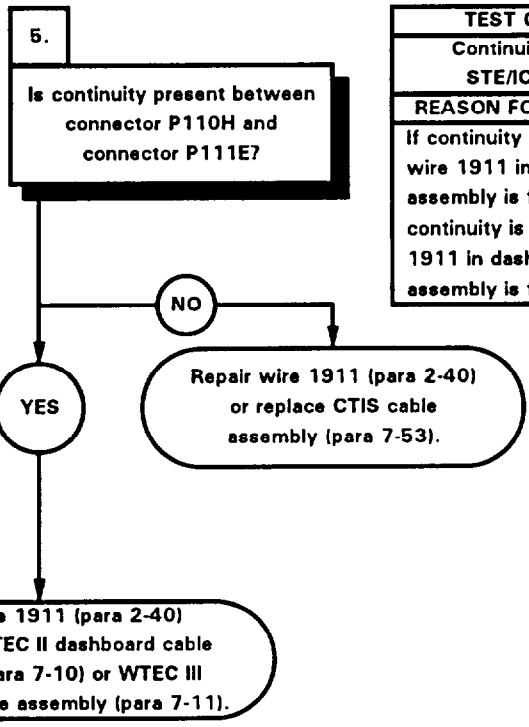 5.
Is continuity present between
connector P110H and
connector P111E?
TEST
Continui
STE/IC
REASON FO
If continuity
wire 1911 in
assembly is
continuity is
1911 in dash
assembly is
NO
YES
Repair wire 1911 (para 2-40)
or replace CTIS cable
assembly (para 7-53).
1911 (para 2-40)
TEC II dashboard cable
ara 7-10) or WTEC III
assembly (para 7-11).